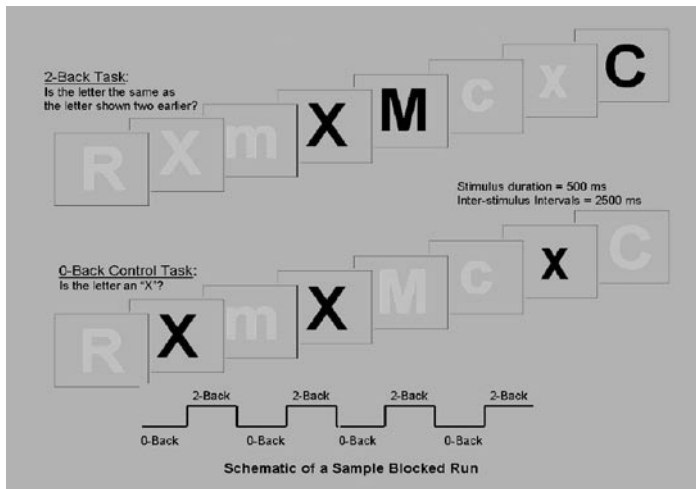 2-Back Task:
Is the letter the same as
the letter shown two earlier?
R X m X M c x C
Stimulus duration = 500 ms
Inter-stimulus Intervals = 2500 ms
0-Back Control Task:
Is the letter an "X"?
R X m X M c x C
2-Back 2-Back 2-Back 2-Back
0-Back 0-Back 0-Back 0-Back
Schematic of a Sample Blocked Run